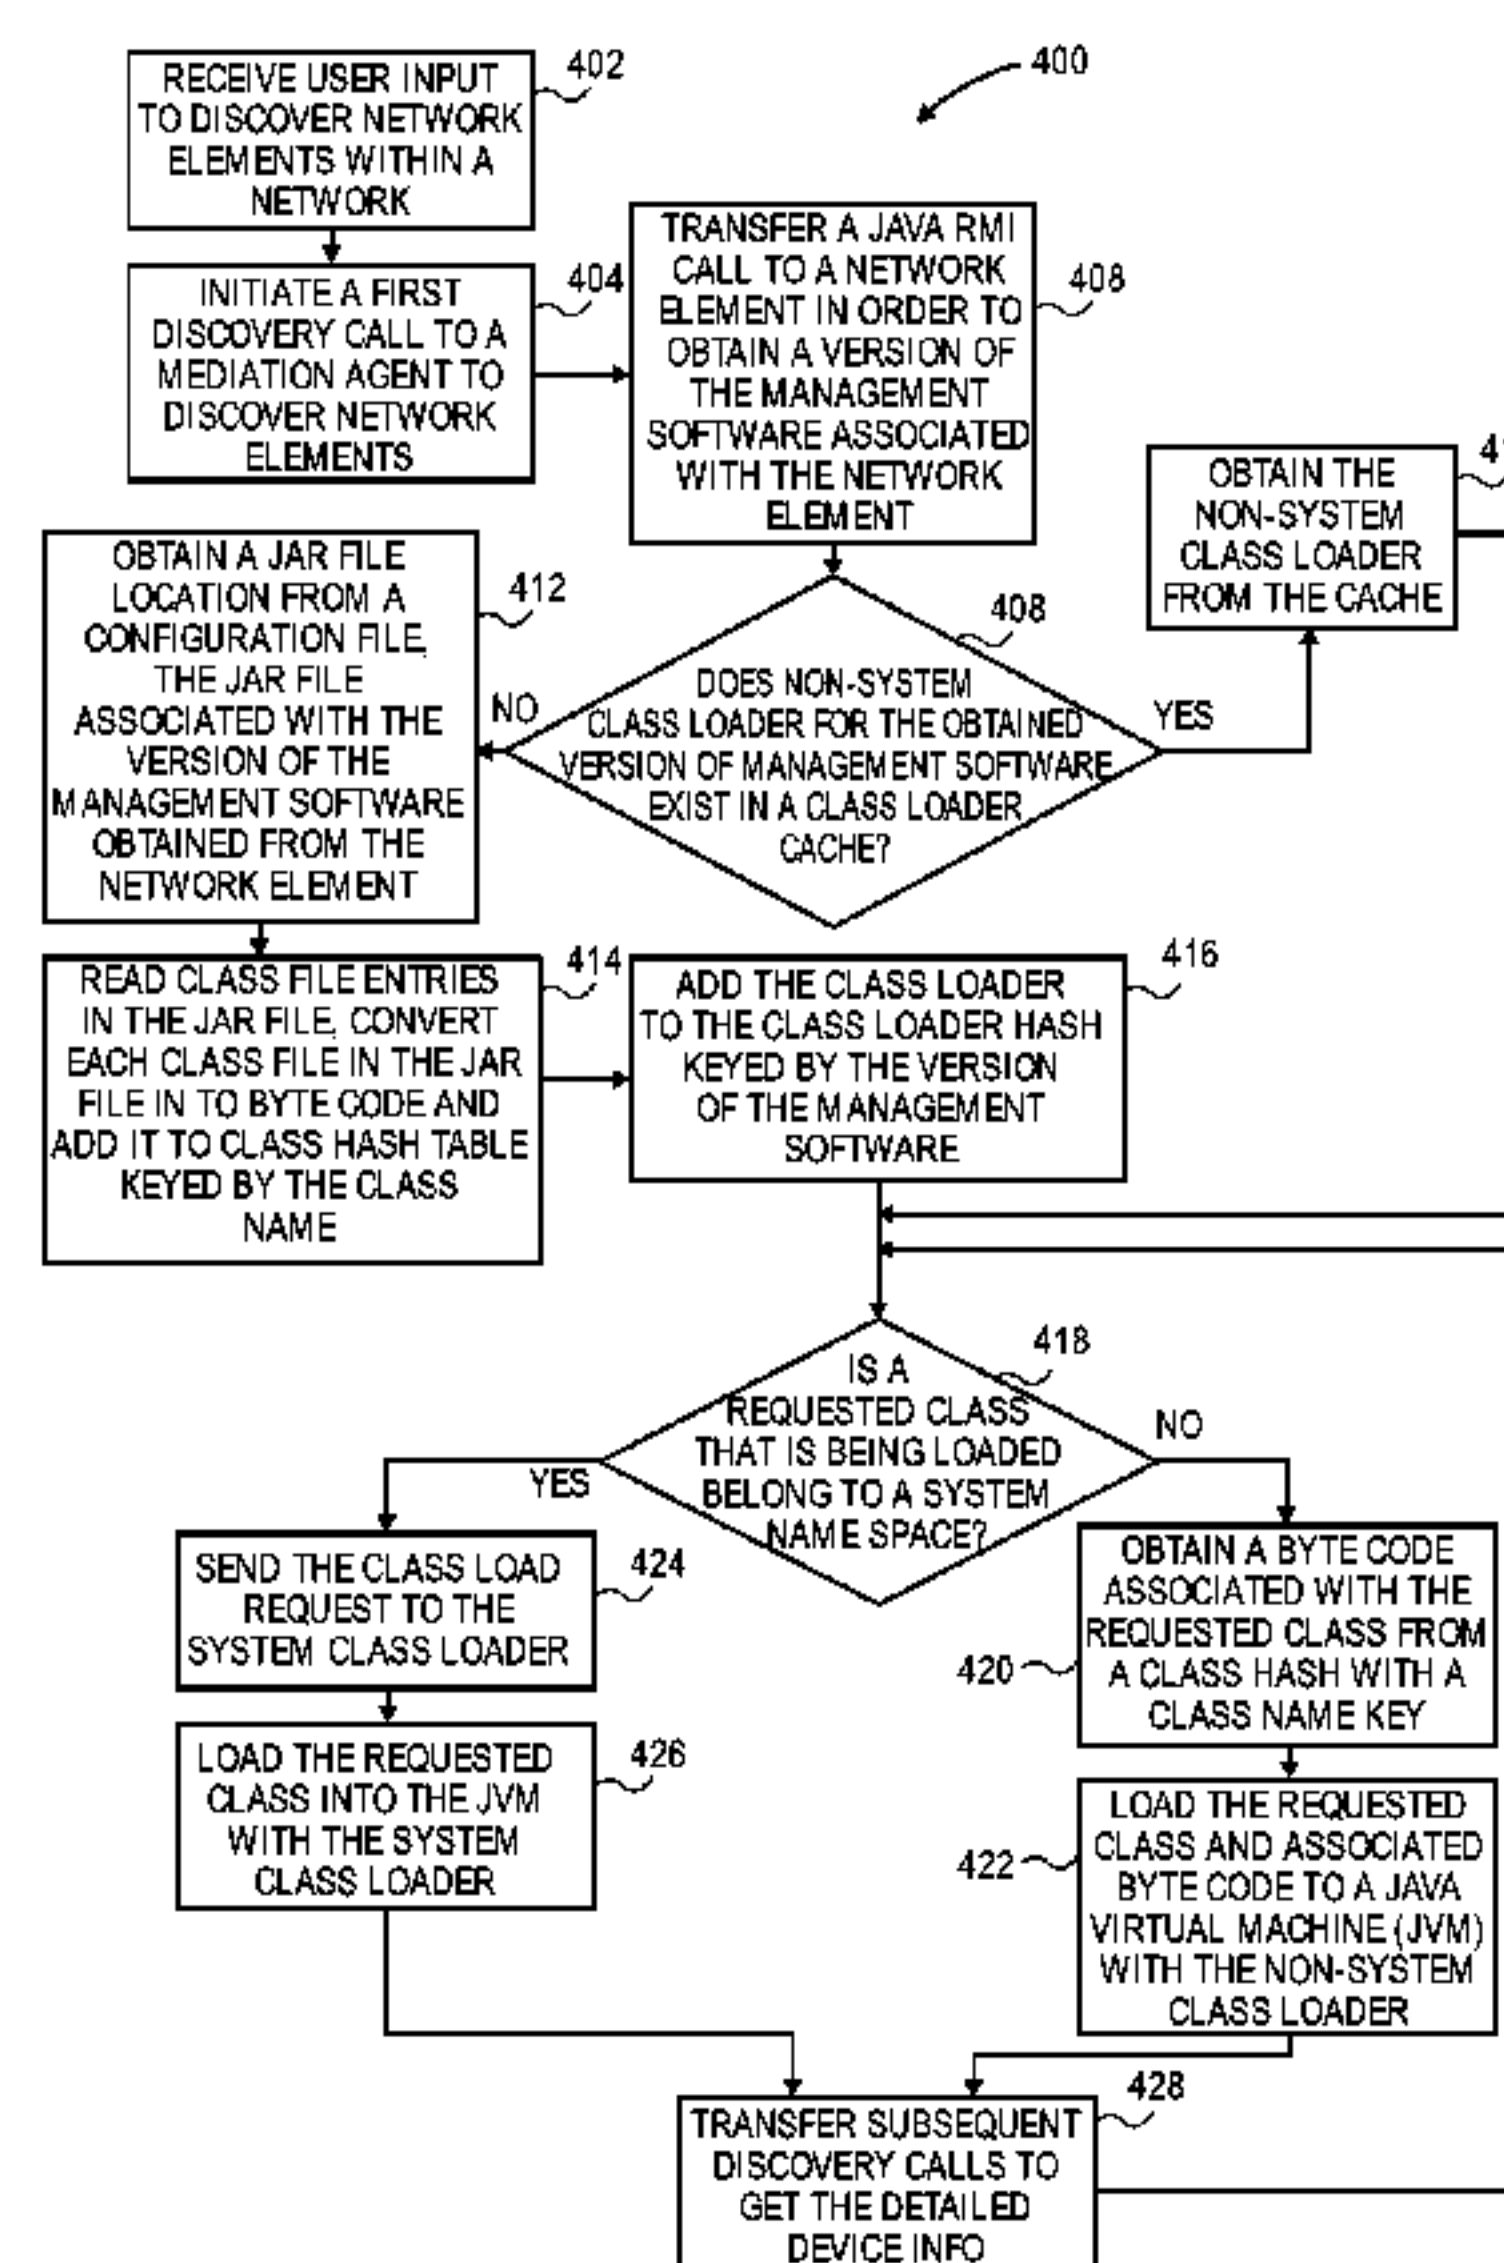 400
RECEIVE USER INPUT
TO DISCOVER NETWORK
ELEMENTS WITHIN A
NETWORK
402
INITIATE A FIRST
DISCOVERY CALL TO A
MEDIATION AGENT TO
DISCOVER NETWORK
ELEMENTS
404
TRANSFER A JAVA RMI
CALL TO A NETWORK
ELEMENT IN ORDER TO
OBTAIN A VERSION OF
THE MANAGEMENT
SOFTWARE ASSOCIATED
WITH THE NETWORK
ELEMENT
408
DOES NON-SYSTEM
CLASS LOADER FOR THE OBTAINED
VERSION OF MANAGEMENT SOFTWARE
EXIST IN A CLASS LOADER
CACHE?
408
NO
YES
OBTAIN THE
NON-SYSTEM
CLASS LOADER
FROM THE CACHE
OBTAIN A JAR FILE
LOCATION FROM A
CONFIGURATION FILE,
THE JAR FILE
ASSOCIATED WITH THE
VERSION OF THE
MANAGEMENT SOFTWARE
OBTAINED FROM THE
NETWORK ELEMENT
412
READ CLASS FILE ENTRIES
IN THE JAR FILE, CONVERT
EACH CLASS FILE IN THE JAR
FILE IN TO BYTE CODE AND
ADD IT TO CLASS HASH TABLE
KEYED BY THE CLASS
NAME
414
ADD THE CLASS LOADER
TO THE CLASS LOADER HASH
KEYED BY THE VERSION
OF THE MANAGEMENT
SOFTWARE
416
IS A
REQUESTED CLASS
THAT IS BEING LOADED
BELONG TO A SYSTEM
NAME SPACE?
418
YES
NO
SEND THE CLASS LOAD
REQUEST TO THE
SYSTEM CLASS LOADER
424
LOAD THE REQUESTED
CLASS INTO THE JVM
WITH THE SYSTEM
CLASS LOADER
426
OBTAIN A BYTE CODE
ASSOCIATED WITH THE
REQUESTED CLASS FROM
A CLASS HASH WITH A
CLASS NAME KEY
420
LOAD THE REQUESTED
CLASS AND ASSOCIATED
BYTE CODE TO A JAVA
VIRTUAL MACHINE (JVM)
WITH THE NON-SYSTEM
CLASS LOADER
422
TRANSFER SUBSEQUENT
DISCOVERY CALLS TO
GET THE DETAILED
DEVICE INFO
428